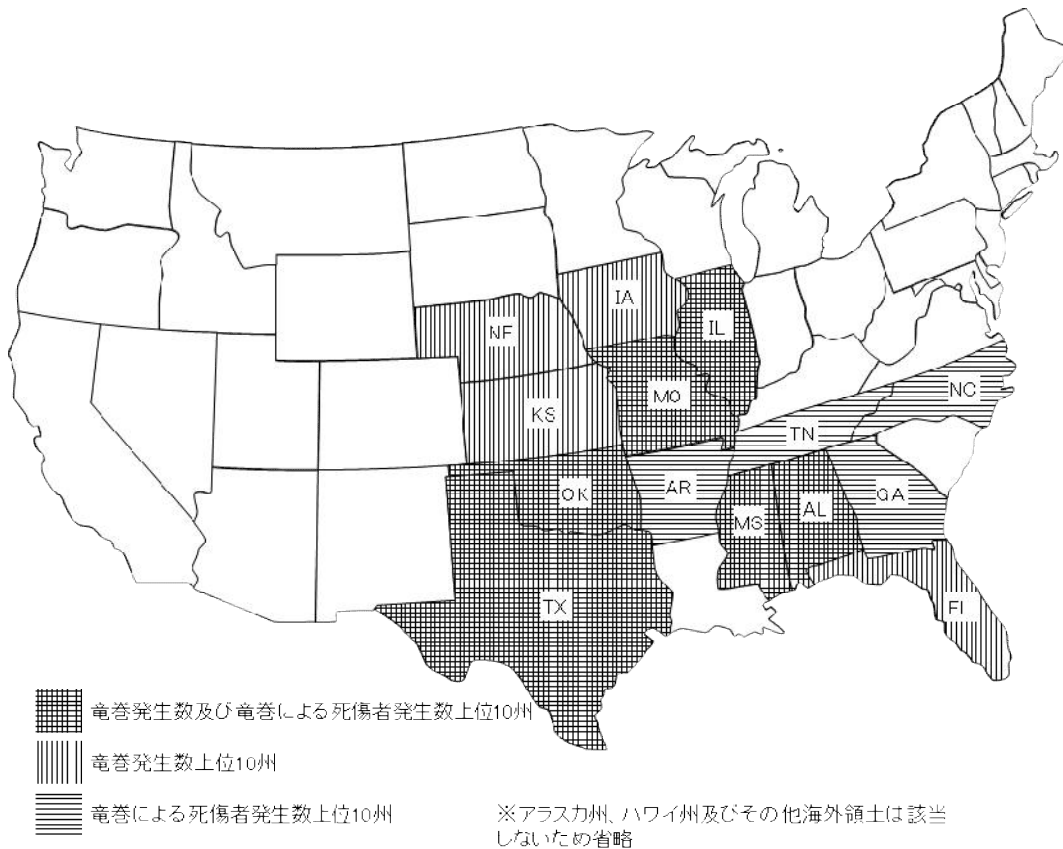 IA
NF
IL
KS
MO
NC
TN
OK
AR
MS
AL
GA
TX
FI
竜巻発生数及び竜巻による死傷者発生数上位10州
竜巻発生数上位10州
竜巻による死傷者発生数上位10州
※アラスカ州、ハワイ州及びその他海外領土は該当
しないため省略